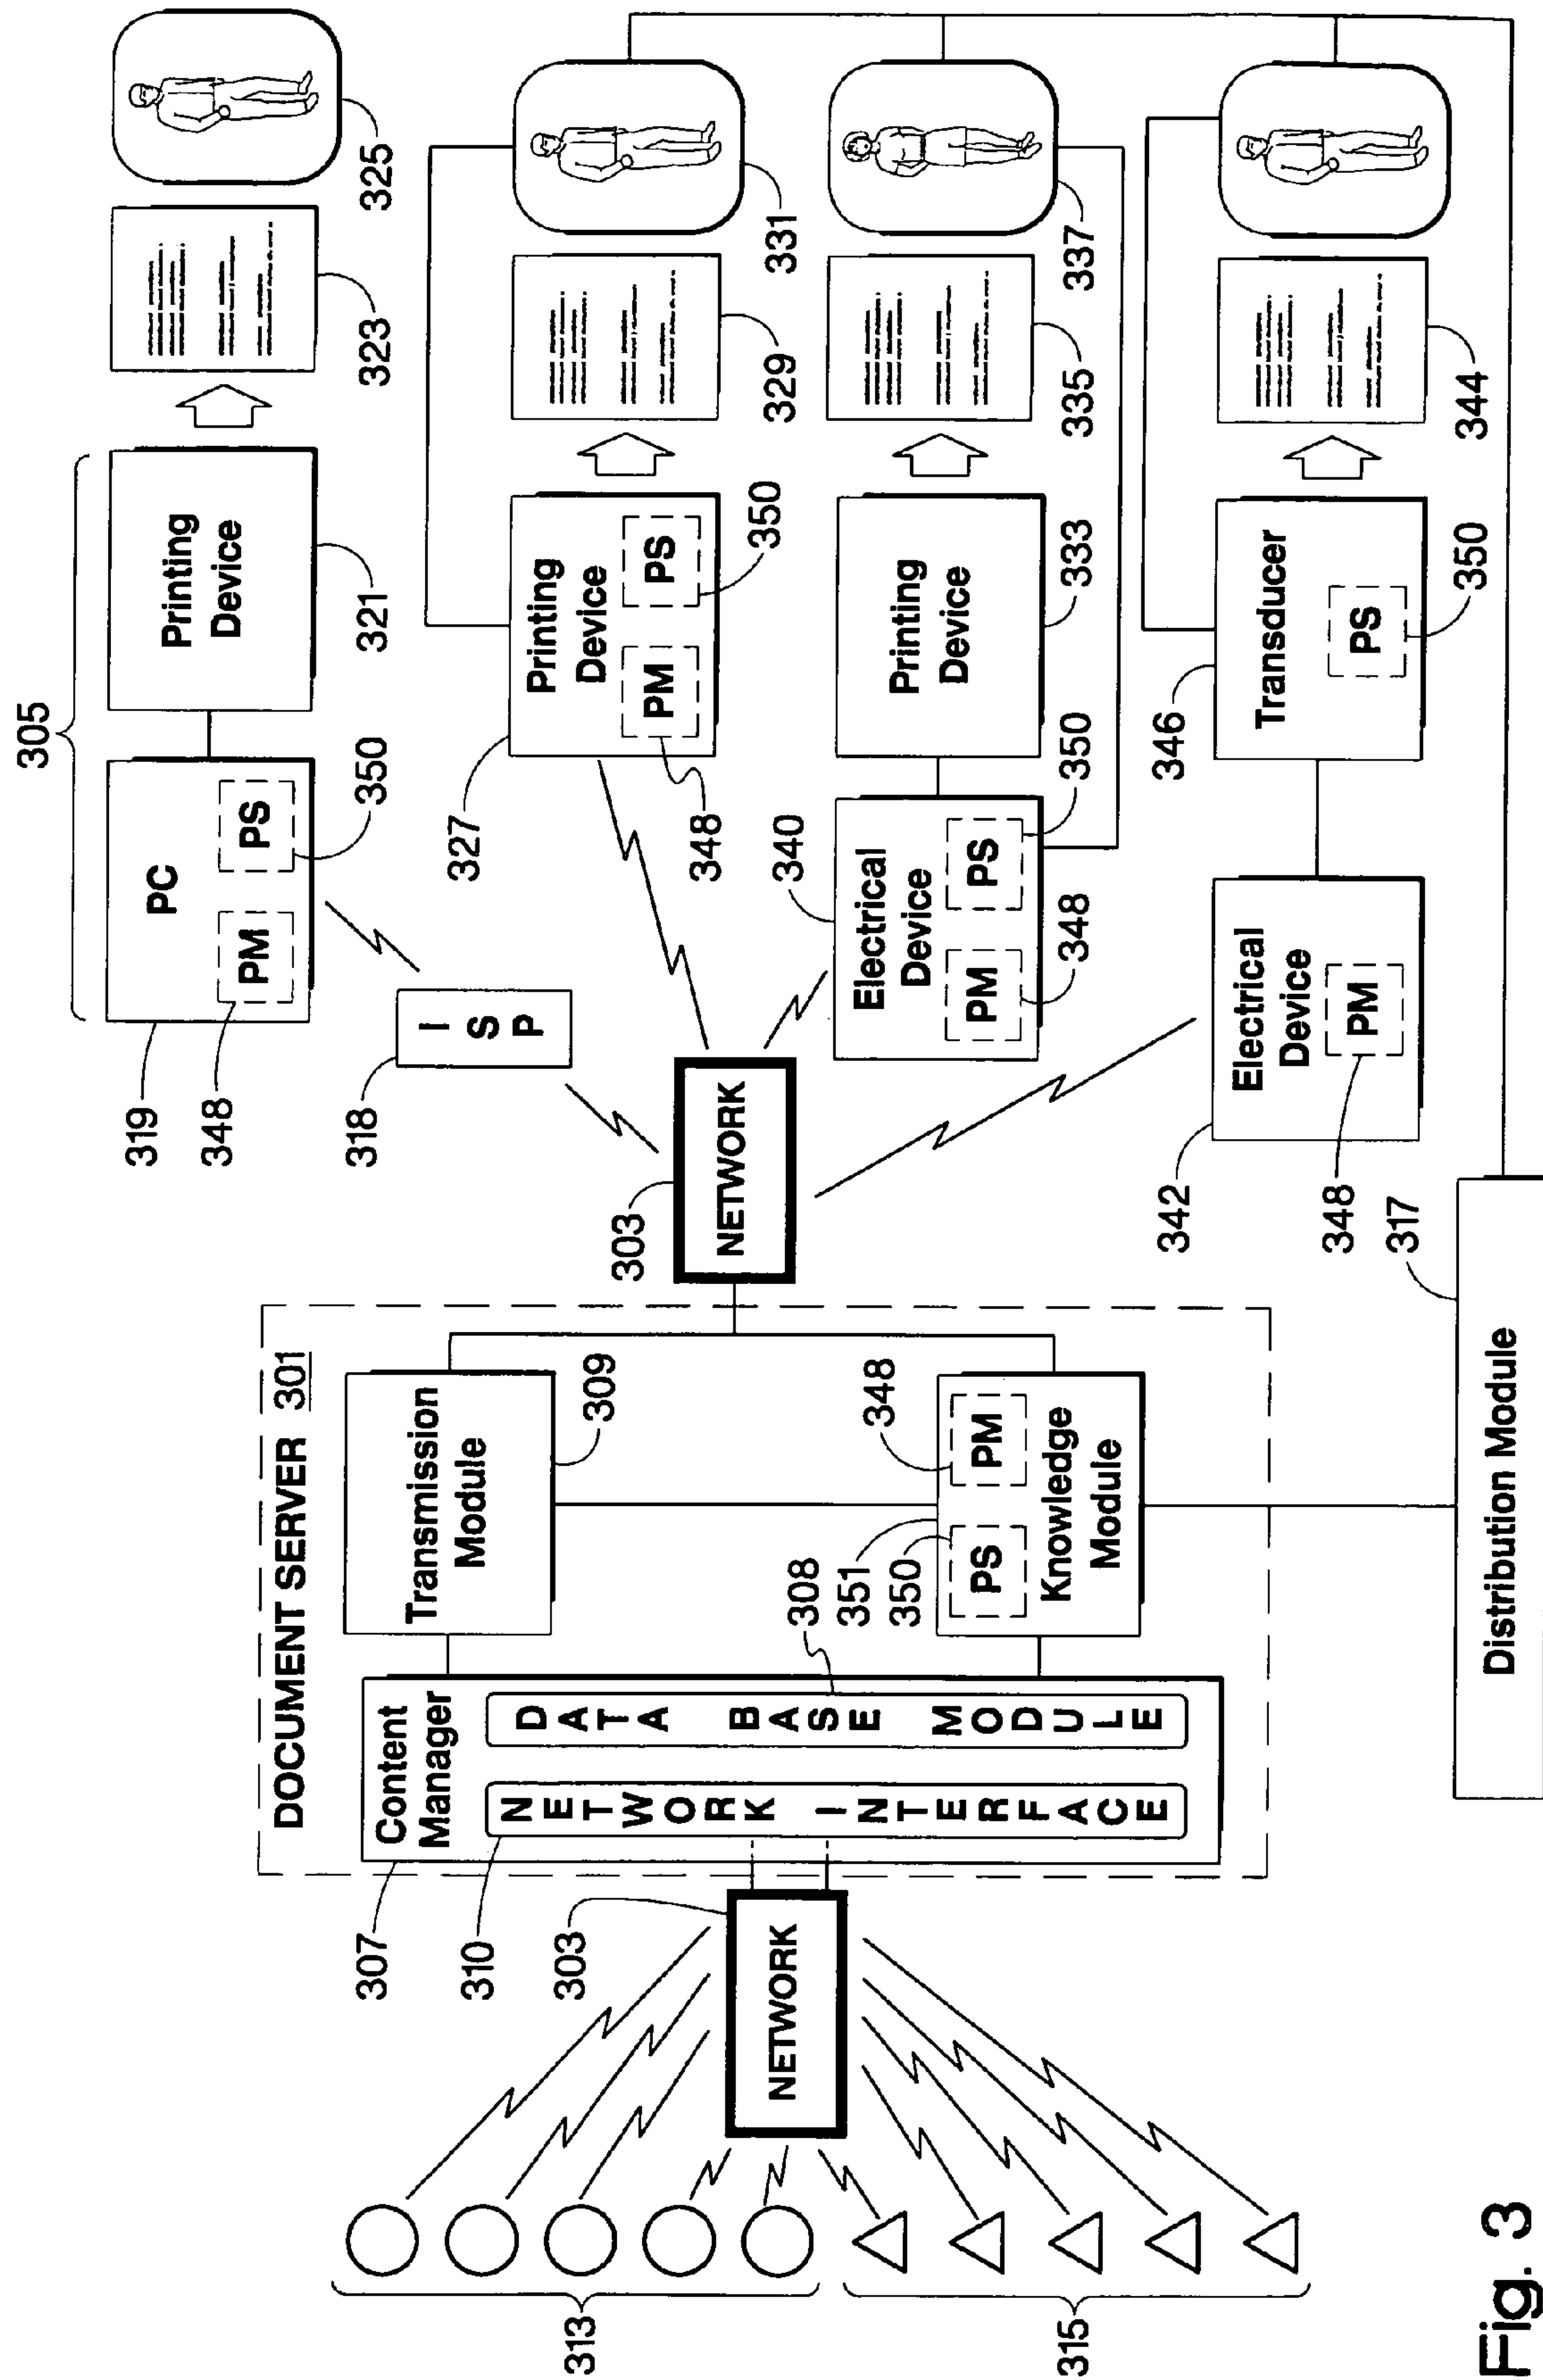 305
PC
PM
PS
319
348
350
Printing
Device
321
323
325
ISP
318
Printing
Device
PM
PS
327
348
350
329
331
NETWORK
303
Electrical
Device
PM
PS
340
348
350
Printing
Device
333
335
337
Electrical
Device
PM
342
348
Transducer
PS
346
350
344
DOCUMENT SERVER 301
Transmission
Module
309
Content
Manager
NETWORK INTERFACE
DATA BASE MODULE
307
310
308
351
350
348
PS
PM
Knowledge
Module
303
NETWORK
313
315
317
Distribution Module
Fig. 3